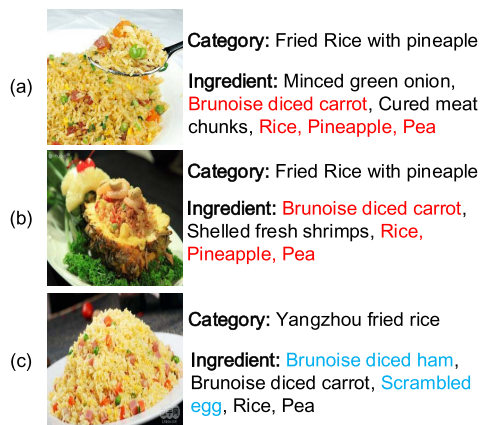 (a)
Category: Fried Rice with pineaple
Ingredient: Minced green onion,
Brunoise diced carrot, Cured meat
chunks, Rice, Pineapple, Pea
(b)
Category: Fried Rice with pineaple
Ingredient: Brunoise diced carrot,
Shelled fresh shrimps, Rice,
Pineapple, Pea
(c)
Category: Yangzhou fried rice
Ingredient: Brunoise diced ham,
Brunoise diced carrot, Scrambled
egg, Rice, Pea